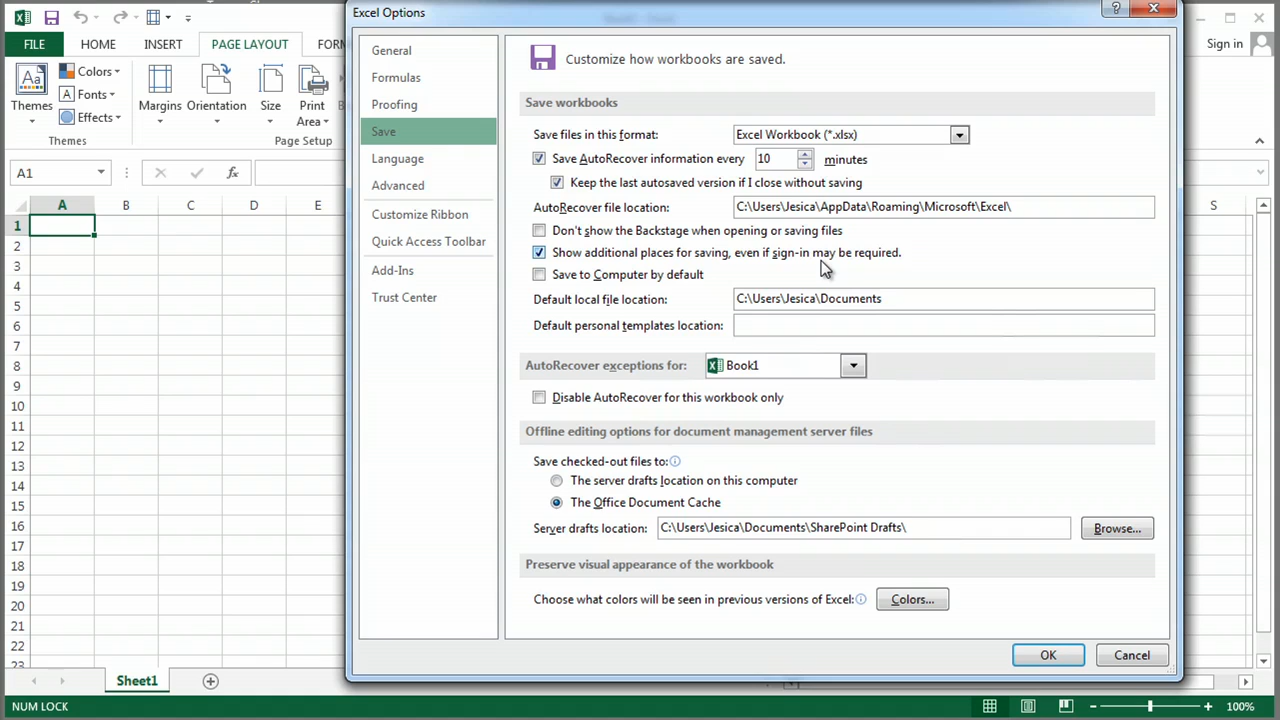 Excel Options
?
FILE
HOME
INSERT
PAGE LAYOUT
FORM
Sign in
Aa
Themes
Colors
Fonts
Effects
Margins
Orientation
Size
Print
Area
Themes
Page Setup
A1
fx
A B C D E S
1
2
3
4
5
6
7
8
9
10
11
12
13
14
15
16
17
18
19
20
21
22
23
General
Formulas
Proofing
Save
Language
Advanced
Customize Ribbon
Quick Access Toolbar
Add-Ins
Trust Center
Customize how workbooks are saved.
Save workbooks
Save files in this format: Excel Workbook (*.xlsx)
Save AutoRecover information every 10 minutes
Keep the last autosaved version if I close without saving
AutoRecover file location: C:\Users\Jesica\AppData\Roaming\Microsoft\Excel\
Don't show the Backstage when opening or saving files
Show additional places for saving, even if sign-in may be required.
Save to Computer by default
Default local file location: C:\Users\Jesica\Documents
Default personal templates location:
AutoRecover exceptions for: Book1
Disable AutoRecover for this workbook only
Offline editing options for document management server files
Save checked-out files to:
The server drafts location on this computer
The Office Document Cache
Server drafts location: C:\Users\Jesica\Documents\SharePoint Drafts\ Browse...
Preserve visual appearance of the workbook
Choose what colors will be seen in previous versions of Excel: Colors...
OK Cancel
Sheet1
NUM LOCK
100%